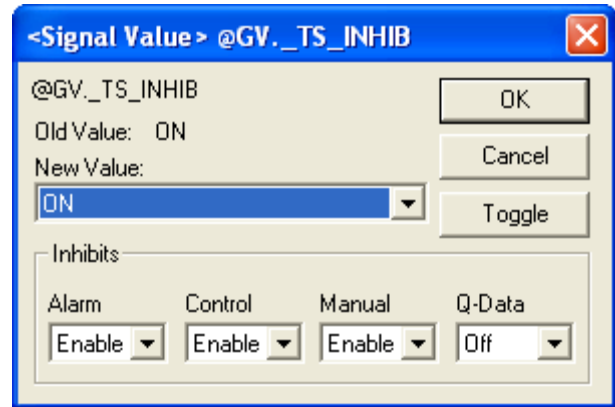 <Signal Value> @GV._TS_INHIB
@GV._TS_INHIB
OK
Old Value: ON
Cancel
New Value:
ON
Toggle
Inhibits
Alarm Control Manual Q-Data
Enable Enable Enable Off